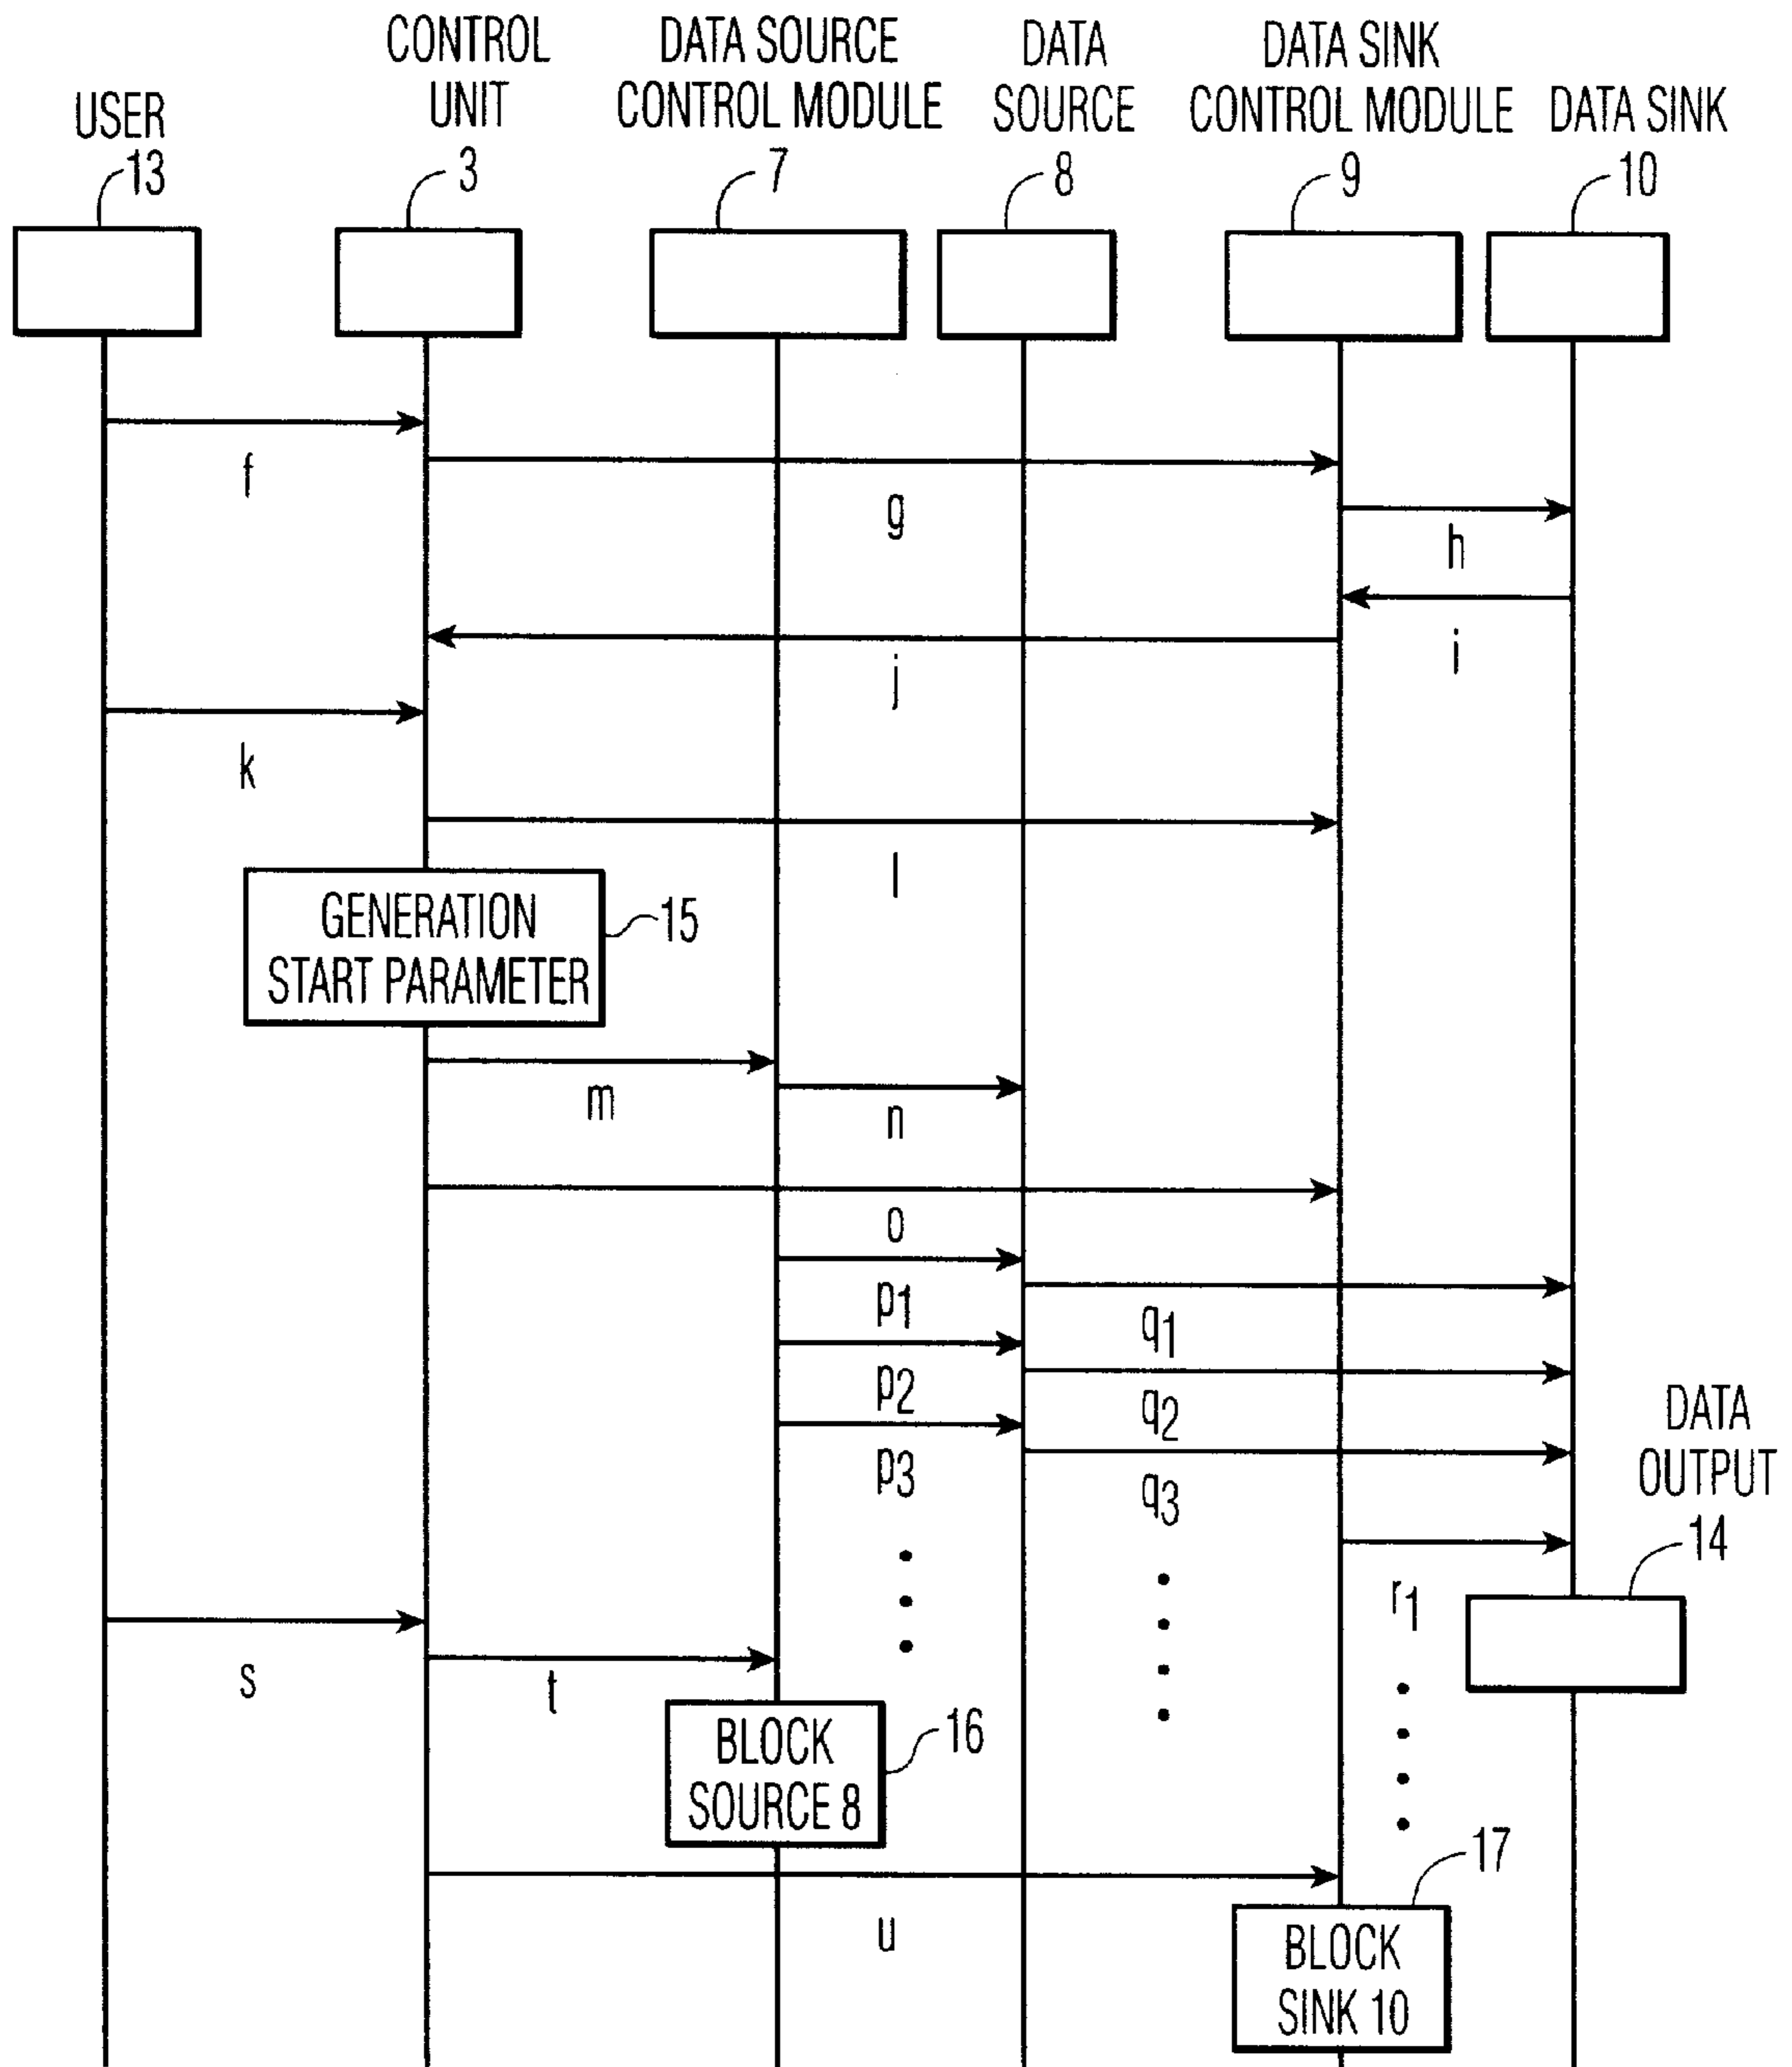 USER
13
CONTROL
UNIT
3
DATA SOURCE
CONTROL MODULE
7
DATA
SOURCE
8
DATA SINK
CONTROL MODULE
9
DATA SINK
10
f
g
h
i
j
k
l
GENERATION
START PARAMETER
15
m
n
o
p1
q1
p2
q2
p3
q3
DATA
OUTPUT
14
r1
s
t
BLOCK
SOURCE 8
16
u
17
BLOCK
SINK 10